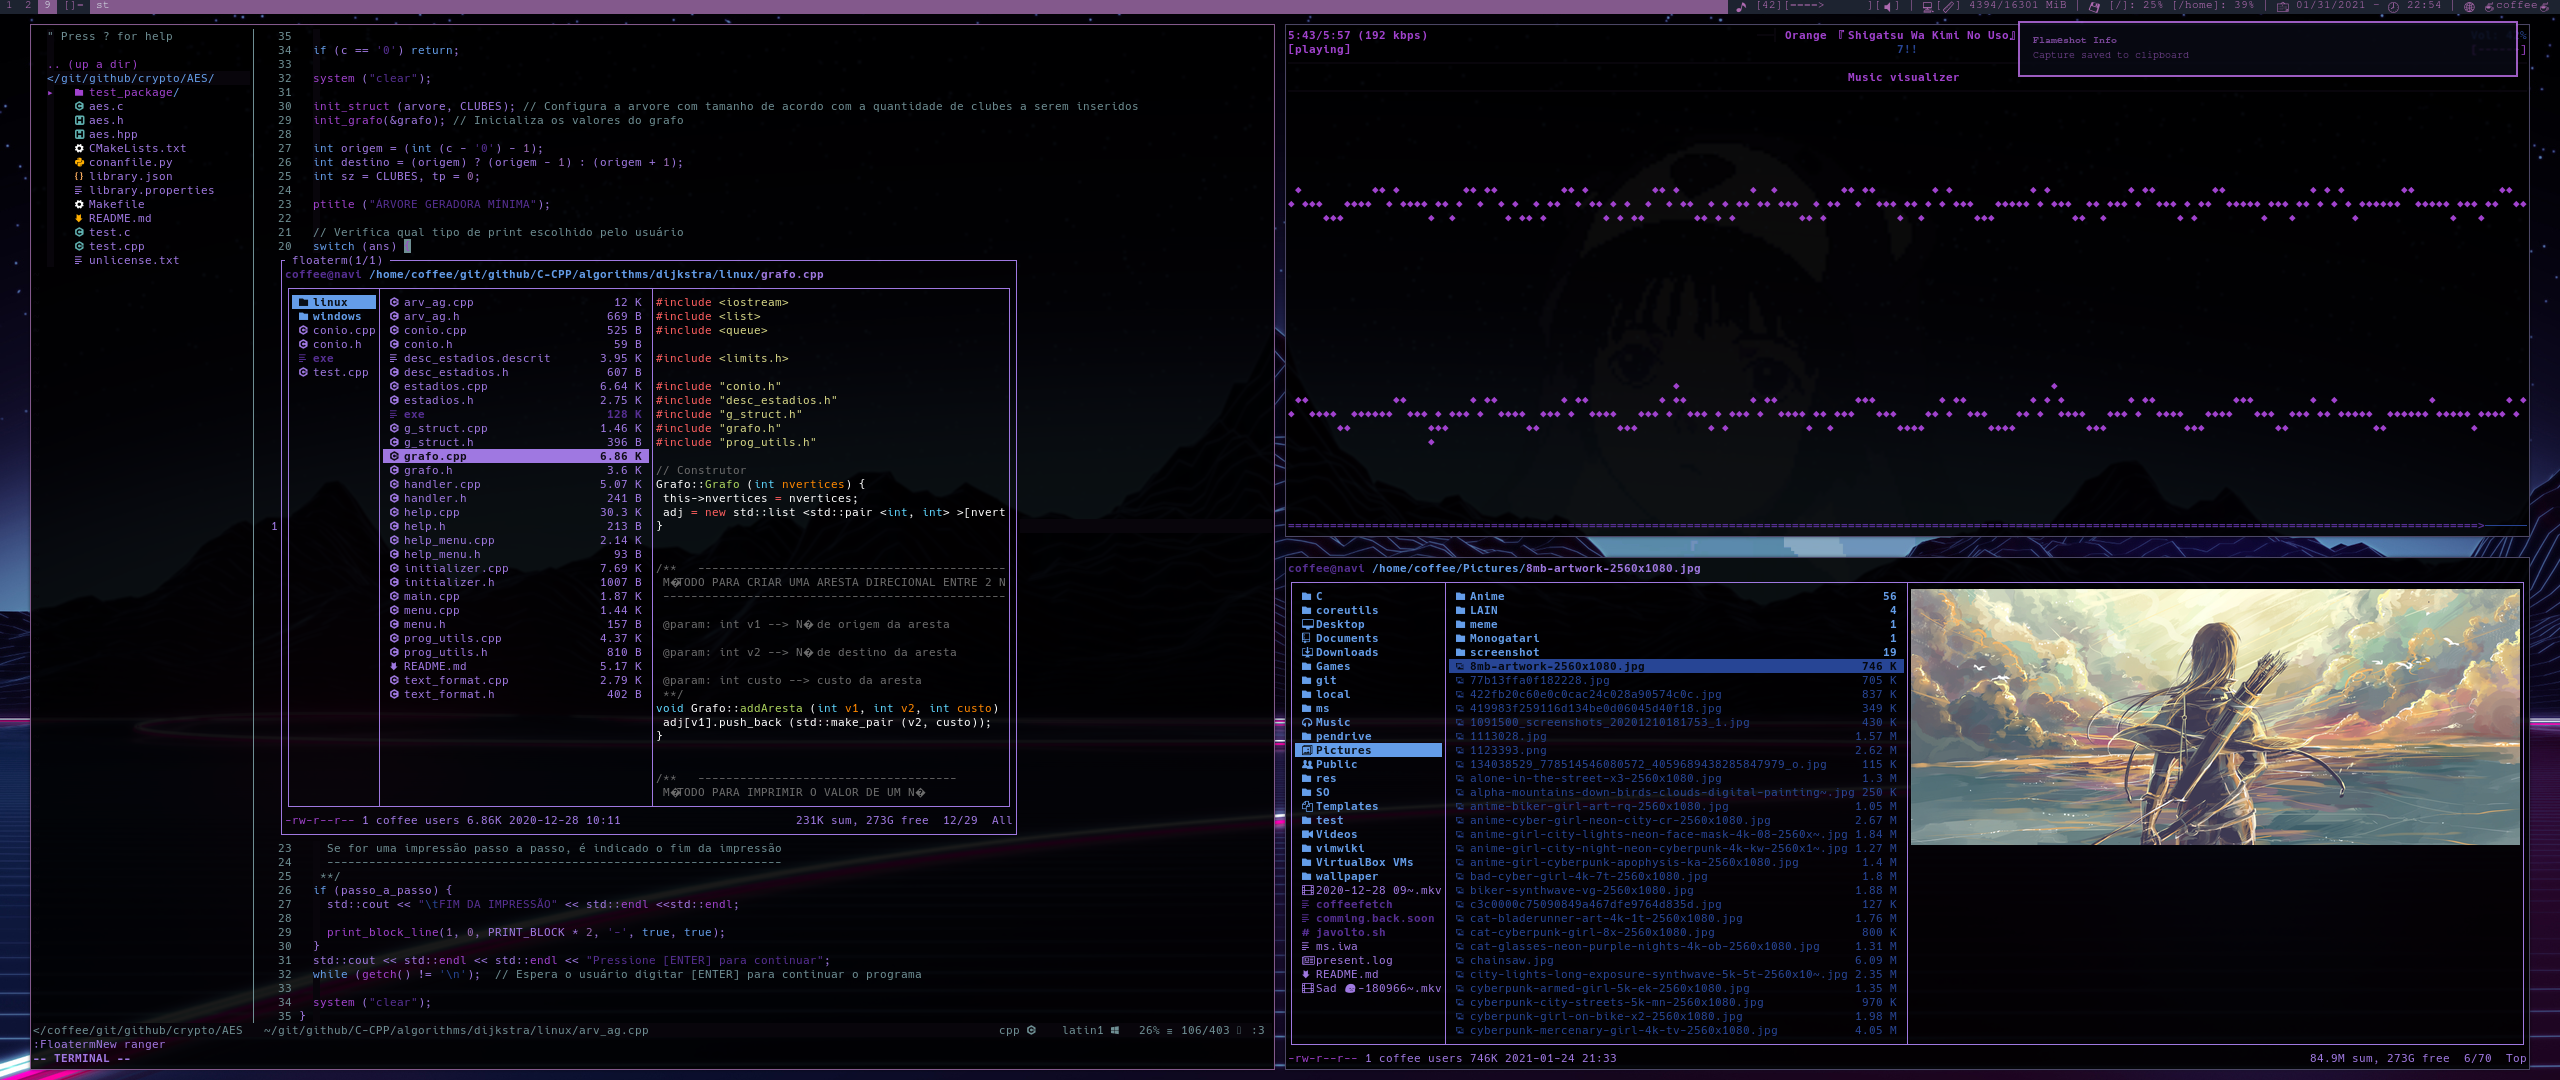 1 2 9 []= st
[42][----> ][ ] | [ ] 4394/16301 MiB | [/]: 25% [/home]: 39% | 01/31/2021 - 22:54 | coffee
" Press ? for help
.. (up a dir)
</git/github/crypto/AES/
▸ test_package/
aes.c
aes.h
aes.hpp
CMakeLists.txt
conanfile.py
library.json
library.properties
Makefile
README.md
test.c
test.cpp
unlicense.txt
35
34 if (c == '0') return;
33
32 system ("clear");
31
30 init_struct (arvore, CLUBES); // Configura a arvore com tamanho de acordo com a quantidade de clubes a serem inseridos
29 init_grafo(&grafo); // Inicializa os valores do grafo
28
27 int origem = (int (c - '0') - 1);
26 int destino = (origem) ? (origem - 1) : (origem + 1);
25 int sz = CLUBES, tp = 0;
24
23 ptitle ("ÁRVORE GERADORA MÍNIMA");
22
21 // Verifica qual tipo de print escolhido pelo usuário
20 switch (ans)
floaterm(1/1)
coffee@navi /home/coffee/git/github/C-CPP/algorithms/dijkstra/linux/grafo.cpp
linux
windows
conio.cpp
conio.h
exe
test.cpp
arv_ag.cpp 12 K
arv_ag.h 669 B
conio.cpp 525 B
conio.h 59 B
desc_estadios.descrit 3.95 K
desc_estadios.h 607 B
estadios.cpp 6.64 K
estadios.h 2.75 K
exe 128 K
g_struct.cpp 1.46 K
g_struct.h 396 B
grafo.cpp 6.86 K
grafo.h 3.6 K
handler.cpp 5.07 K
handler.h 241 B
help.cpp 30.3 K
help.h 213 B
help_menu.cpp 2.14 K
help_menu.h 93 B
initializer.cpp 7.69 K
initializer.h 1007 B
main.cpp 1.87 K
menu.cpp 1.44 K
menu.h 157 B
prog_utils.cpp 4.37 K
prog_utils.h 810 B
README.md 5.17 K
text_format.cpp 2.79 K
text_format.h 402 B
#include <iostream>
#include <list>
#include <queue>
#include <limits.h>
#include "conio.h"
#include "desc_estadios.h"
#include "g_struct.h"
#include "grafo.h"
#include "prog_utils.h"
// Construtor
Grafo::Grafo (int nvertices) {
this->nvertices = nvertices;
adj = new std::list <std::pair <int, int> >[nvert
}
/** --------------------------------------------
M�TODO PARA CRIAR UMA ARESTA DIRECIONAL ENTRE 2 N
-------------------------------------------------
@param: int v1 --> N� de origem da aresta
@param: int v2 --> N� de destino da aresta
@param: int custo --> custo da aresta
**/
void Grafo::addAresta (int v1, int v2, int custo)
adj[v1].push_back (std::make_pair (v2, custo));
}
/** -------------------------------------
M�TODO PARA IMPRIMIR O VALOR DE UM N�
-rw-r--r-- 1 coffee users 6.86K 2020-12-28 10:11 231K sum, 273G free 12/29 All
1
23 Se for uma impressão passo a passo, é indicado o fim da impressão
24 -----------------------------------------------------------------
25 **/
26 if (passo_a_passo) {
27 std::cout << "\tFIM DA IMPRESSÃO" << std::endl <<std::endl;
28
29 print_block_line(1, 0, PRINT_BLOCK * 2, '-', true, true);
30 }
31 std::cout << std::endl << std::endl << "Pressione [ENTER] para continuar";
32 while (getch() != '\n'); // Espera o usuário digitar [ENTER] para continuar o programa
33
34 system ("clear");
35 }
</coffee/git/github/crypto/AES ~/git/github/C-CPP/algorithms/dijkstra/linux/arv_ag.cpp cpp latin1 26% ≡ 106/403 :3
:FloatermNew ranger
-- TERMINAL --
5:43/5:57 (192 kbps) Orange 『Shigatsu Wa Kimi No Uso』
[playing] 7!!
Flameshot Info
Capture saved to clipboard
Music visualizer
coffee@navi /home/coffee/Pictures/8mb-artwork-2560x1080.jpg
C
coreutils
Desktop
Documents
Downloads
Games
git
local
ms
Music
pendrive
Pictures
Public
res
SO
Templates
test
Videos
vimwiki
VirtualBox VMs
wallpaper
2020-12-28 09~.mkv
coffeefetch
comming.back.soon
javolto.sh
ms.iwa
present.log
README.md
Sad -180966~.mkv
Anime 56
LAIN 4
meme 1
Monogatari 1
screenshot 19
8mb-artwork-2560x1080.jpg 746 K
77b13ffa0f182228.jpg 705 K
422fb20c60e0c0cac24c028a90574c0c.jpg 837 K
419983f259116d134be0d06045d40f18.jpg 349 K
1091500_screenshots_20201210181753_1.jpg 430 K
1113028.jpg 1.57 M
1123393.png 2.62 M
134038529_778514546080572_4059689438285847979_o.jpg 115 K
alone-in-the-street-x3-2560x1080.jpg 1.3 M
alpha-mountains-down-birds-clouds-digital-painting~.jpg 250 K
anime-biker-girl-art-rq-2560x1080.jpg 1.05 M
anime-cyber-girl-neon-city-cr-2560x1080.jpg 2.67 M
anime-girl-city-lights-neon-face-mask-4k-08-2560x~.jpg 1.84 M
anime-girl-city-night-neon-cyberpunk-4k-kw-2560x1~.jpg 1.27 M
anime-girl-cyberpunk-apophysis-ka-2560x1080.jpg 1.4 M
bad-cyber-girl-4k-7t-2560x1080.jpg 1.8 M
biker-synthwave-vg-2560x1080.jpg 1.88 M
c3c0000c75090849a467dfe9764d835d.jpg 127 K
cat-bladerunner-art-4k-1t-2560x1080.jpg 1.76 M
cat-cyberpunk-girl-8x-2560x1080.jpg 800 K
cat-glasses-neon-purple-nights-4k-ob-2560x1080.jpg 1.31 M
chainsaw.jpg 6.09 M
city-lights-long-exposure-synthwave-5k-5t-2560x10~.jpg 2.35 M
cyberpunk-armed-girl-5k-ek-2560x1080.jpg 1.35 M
cyberpunk-city-streets-5k-mn-2560x1080.jpg 970 K
cyberpunk-girl-on-bike-x2-2560x1080.jpg 1.98 M
cyberpunk-mercenary-girl-4k-tv-2560x1080.jpg 4.05 M
-rw-r--r-- 1 coffee users 746K 2021-01-24 21:33 84.9M sum, 273G free 6/70 Top